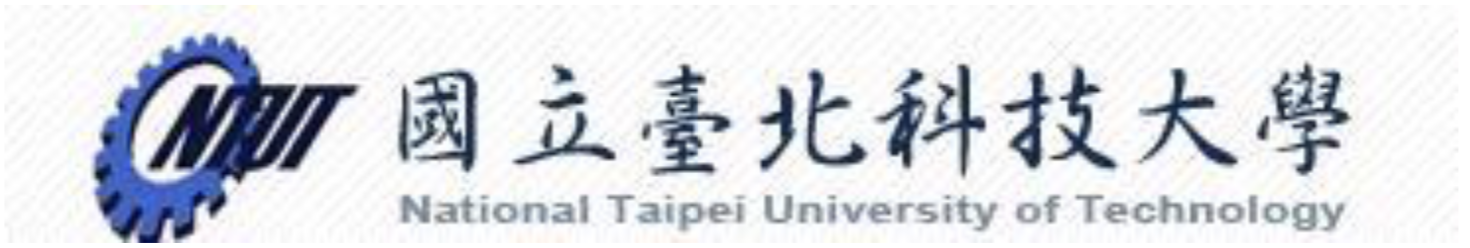 NTUT
國立臺北科技大學
National Taipei University of Technology